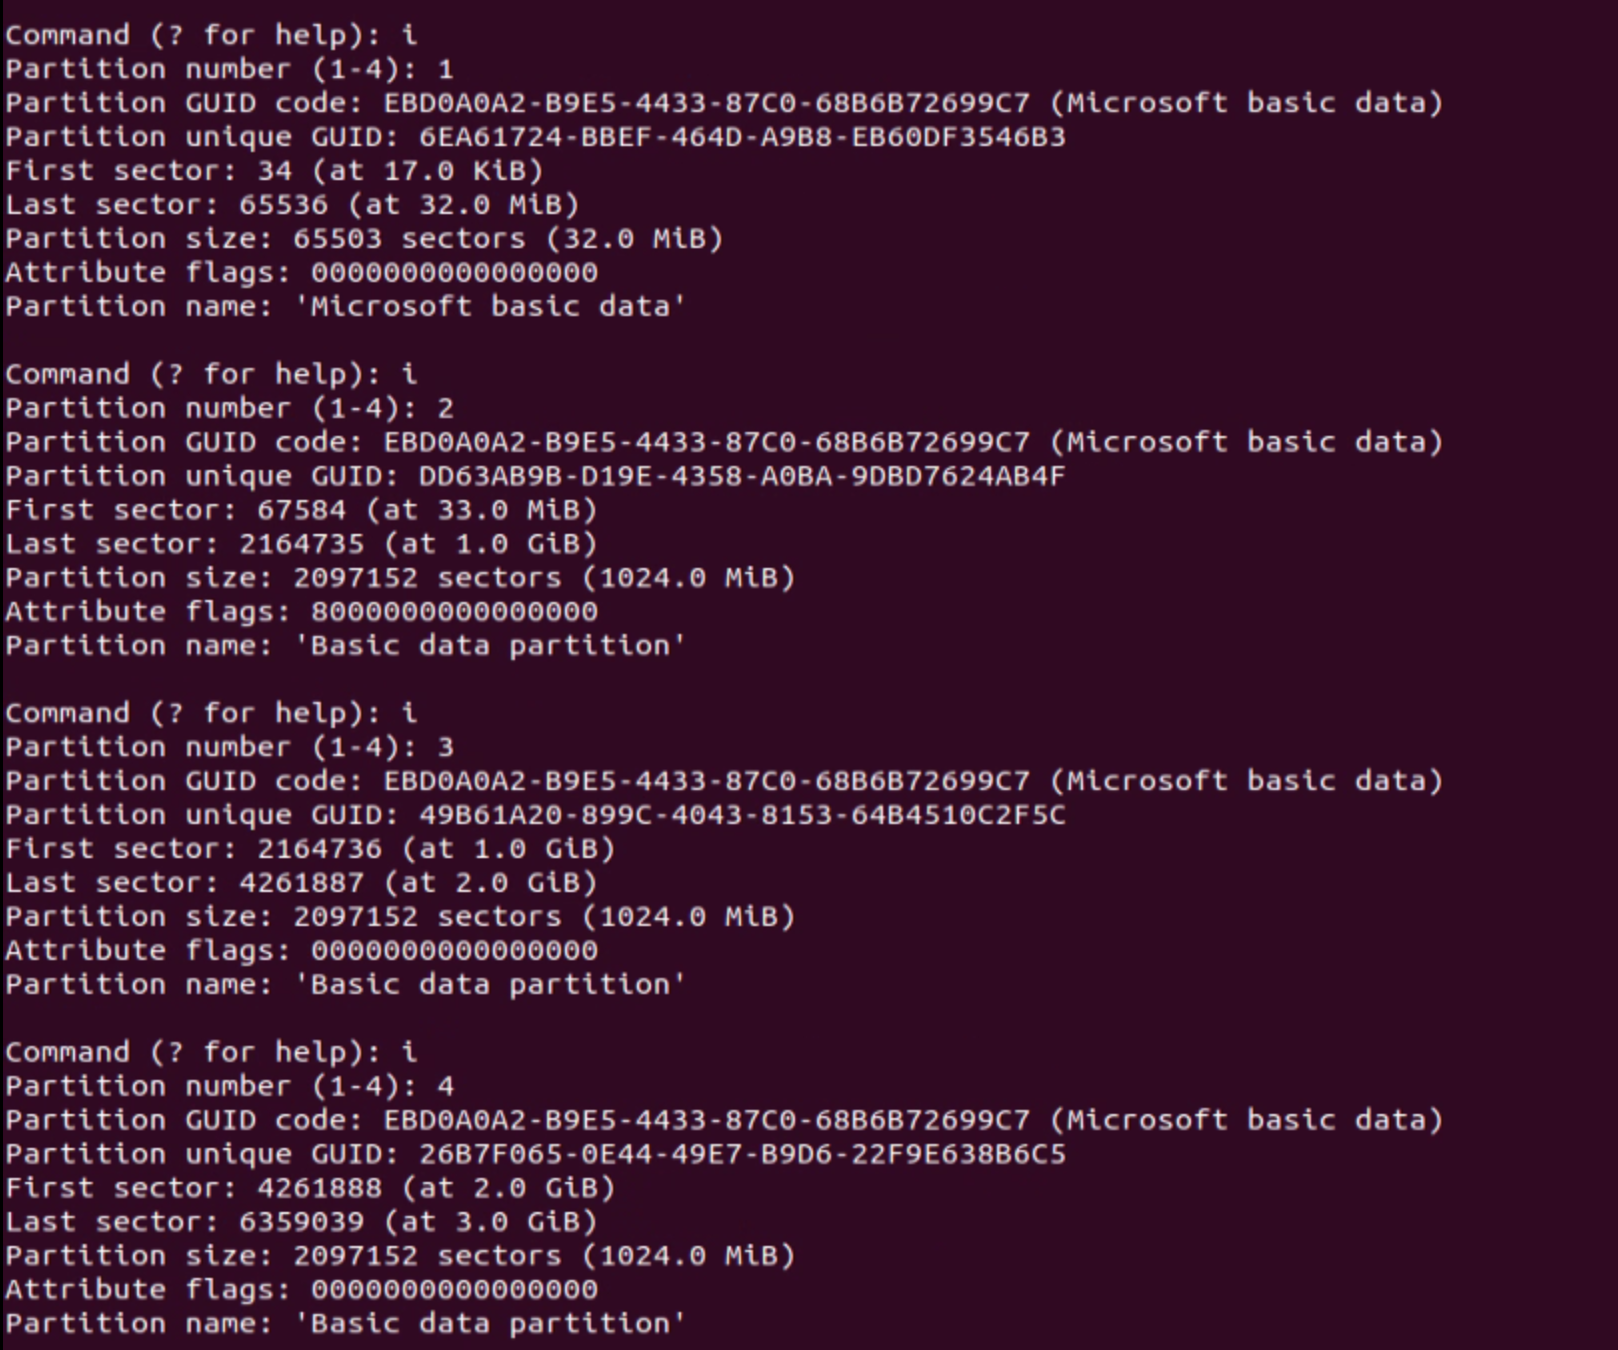 Command (? for help): i
Partition number (1-4): 1
Partition GUID code: EBD0A0A2-B9E5-4433-87C0-68B6B72699C7 (Microsoft basic data)
Partition unique GUID: 6EA61724-BBEF-464D-A9B8-EB60DF3546B3
First sector: 34 (at 17.0 KiB)
Last sector: 65536 (at 32.0 MiB)
Partition size: 65503 sectors (32.0 MiB)
Attribute flags: 0000000000000000
Partition name: 'Microsoft basic data'
Command (? for help): i
Partition number (1-4): 2
Partition GUID code: EBD0A0A2-B9E5-4433-87C0-68B6B72699C7 (Microsoft basic data)
Partition unique GUID: DD63AB9B-D19E-4358-A0BA-9DBD7624AB4F
First sector: 67584 (at 33.0 MiB)
Last sector: 2164735 (at 1.0 GiB)
Partition size: 2097152 sectors (1024.0 MiB)
Attribute flags: 8000000000000000
Partition name: 'Basic data partition'
Command (? for help): i
Partition number (1-4): 3
Partition GUID code: EBD0A0A2-B9E5-4433-87C0-68B6B72699C7 (Microsoft basic data)
Partition unique GUID: 49B61A20-899C-4043-8153-64B4510C2F5C
First sector: 2164736 (at 1.0 GiB)
Last sector: 4261887 (at 2.0 GiB)
Partition size: 2097152 sectors (1024.0 MiB)
Attribute flags: 0000000000000000
Partition name: 'Basic data partition'
Command (? for help): i
Partition number (1-4): 4
Partition GUID code: EBD0A0A2-B9E5-4433-87C0-68B6B72699C7 (Microsoft basic data)
Partition unique GUID: 26B7F065-0E44-49E7-B9D6-22F9E638B6C5
First sector: 4261888 (at 2.0 GiB)
Last sector: 6359039 (at 3.0 GiB)
Partition size: 2097152 sectors (1024.0 MiB)
Attribute flags: 0000000000000000
Partition name: 'Basic data partition'